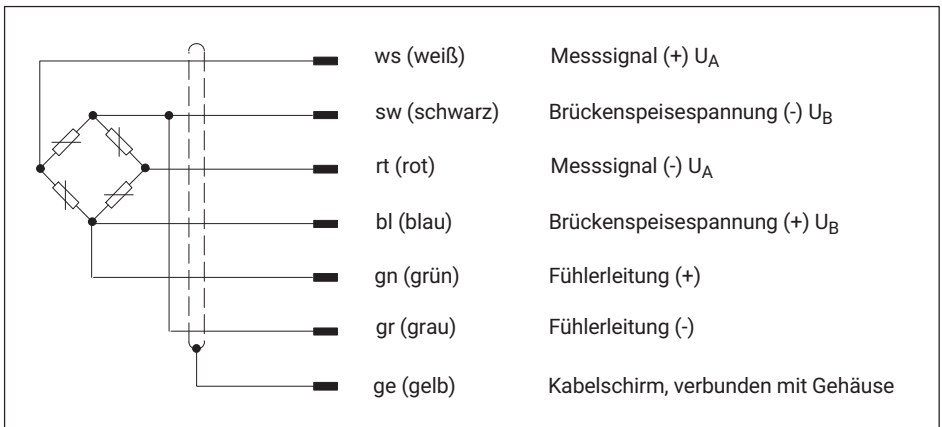 ws (weiß) Messsignal (+) U_A
sw (schwarz) Brückenspeisespannung (-) U_B
rt (rot) Messsignal (-) U_A
bl (blau) Brückenspeisespannung (+) U_B
gn (grün) Fühlerleitung (+)
gr (grau) Fühlerleitung (-)
ge (gelb) Kabelschirm, verbunden mit Gehäuse